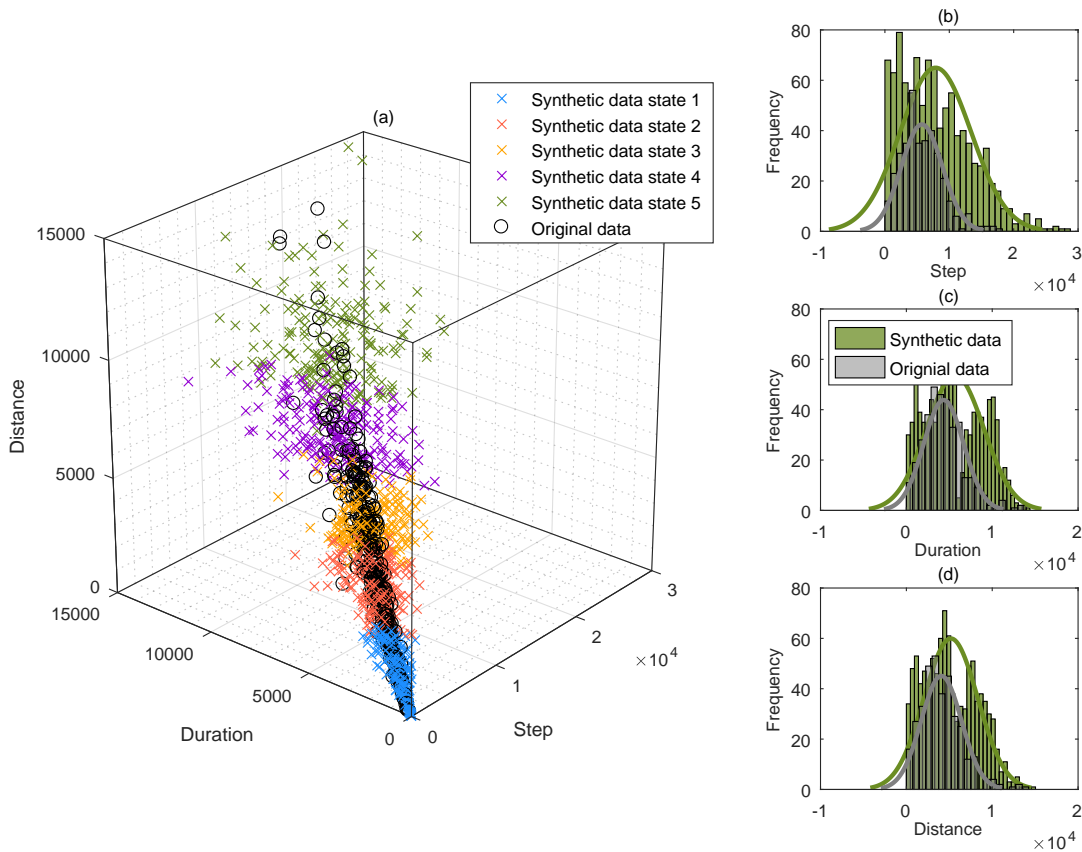 (a)
Synthetic data state 1
Synthetic data state 2
Synthetic data state 3
Synthetic data state 4
Synthetic data state 5
Original data
15000
10000
5000
0
Distance
15000
10000
5000
0
Duration
0
1
2
3
×10^4
Step
(b)
80
60
40
20
0
Frequency
-1 0 1 2 3
Step
×10^4
(c)
80
60
40
20
0
Frequency
Synthetic data
Orignial data
-1 0 1 2
Duration
×10^4
(d)
80
60
40
20
0
Frequency
-1 0 1 2
Distance
×10^4